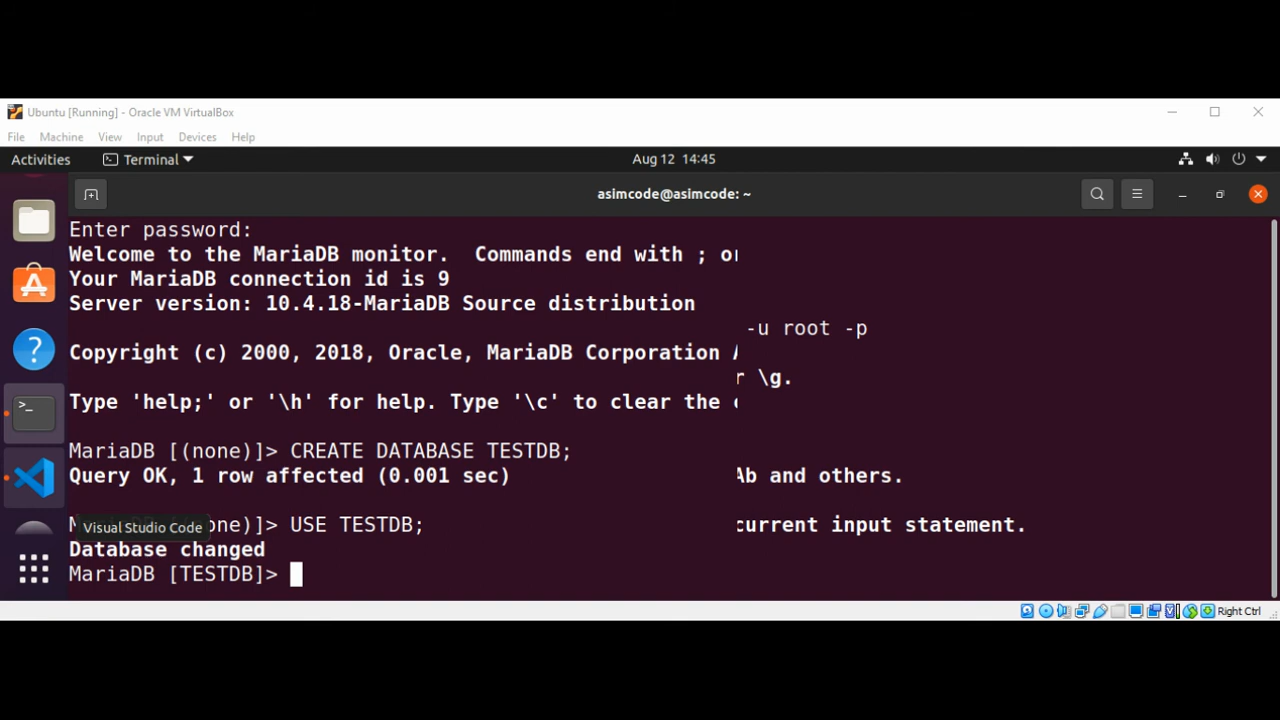 Ubuntu [Running] - Oracle VM VirtualBox
File Machine View Input Devices Help
Activities Terminal Aug 12 14:45
asimcode@asimcode: ~
Enter password:
Welcome to the MariaDB monitor. Commands end with ; or
Your MariaDB connection id is 9
Server version: 10.4.18-MariaDB Source distribution
-u root -p
Copyright (c) 2000, 2018, Oracle, MariaDB Corporation
r \g.
Type 'help;' or '\h' for help. Type '\c' to clear the
MariaDB [(none)]> CREATE DATABASE TESTDB;
Query OK, 1 row affected (0.001 sec) Ab and others.
M ne)]> USE TESTDB; current input statement.
Visual Studio Code
Database changed
MariaDB [TESTDB]>
Right Ctrl